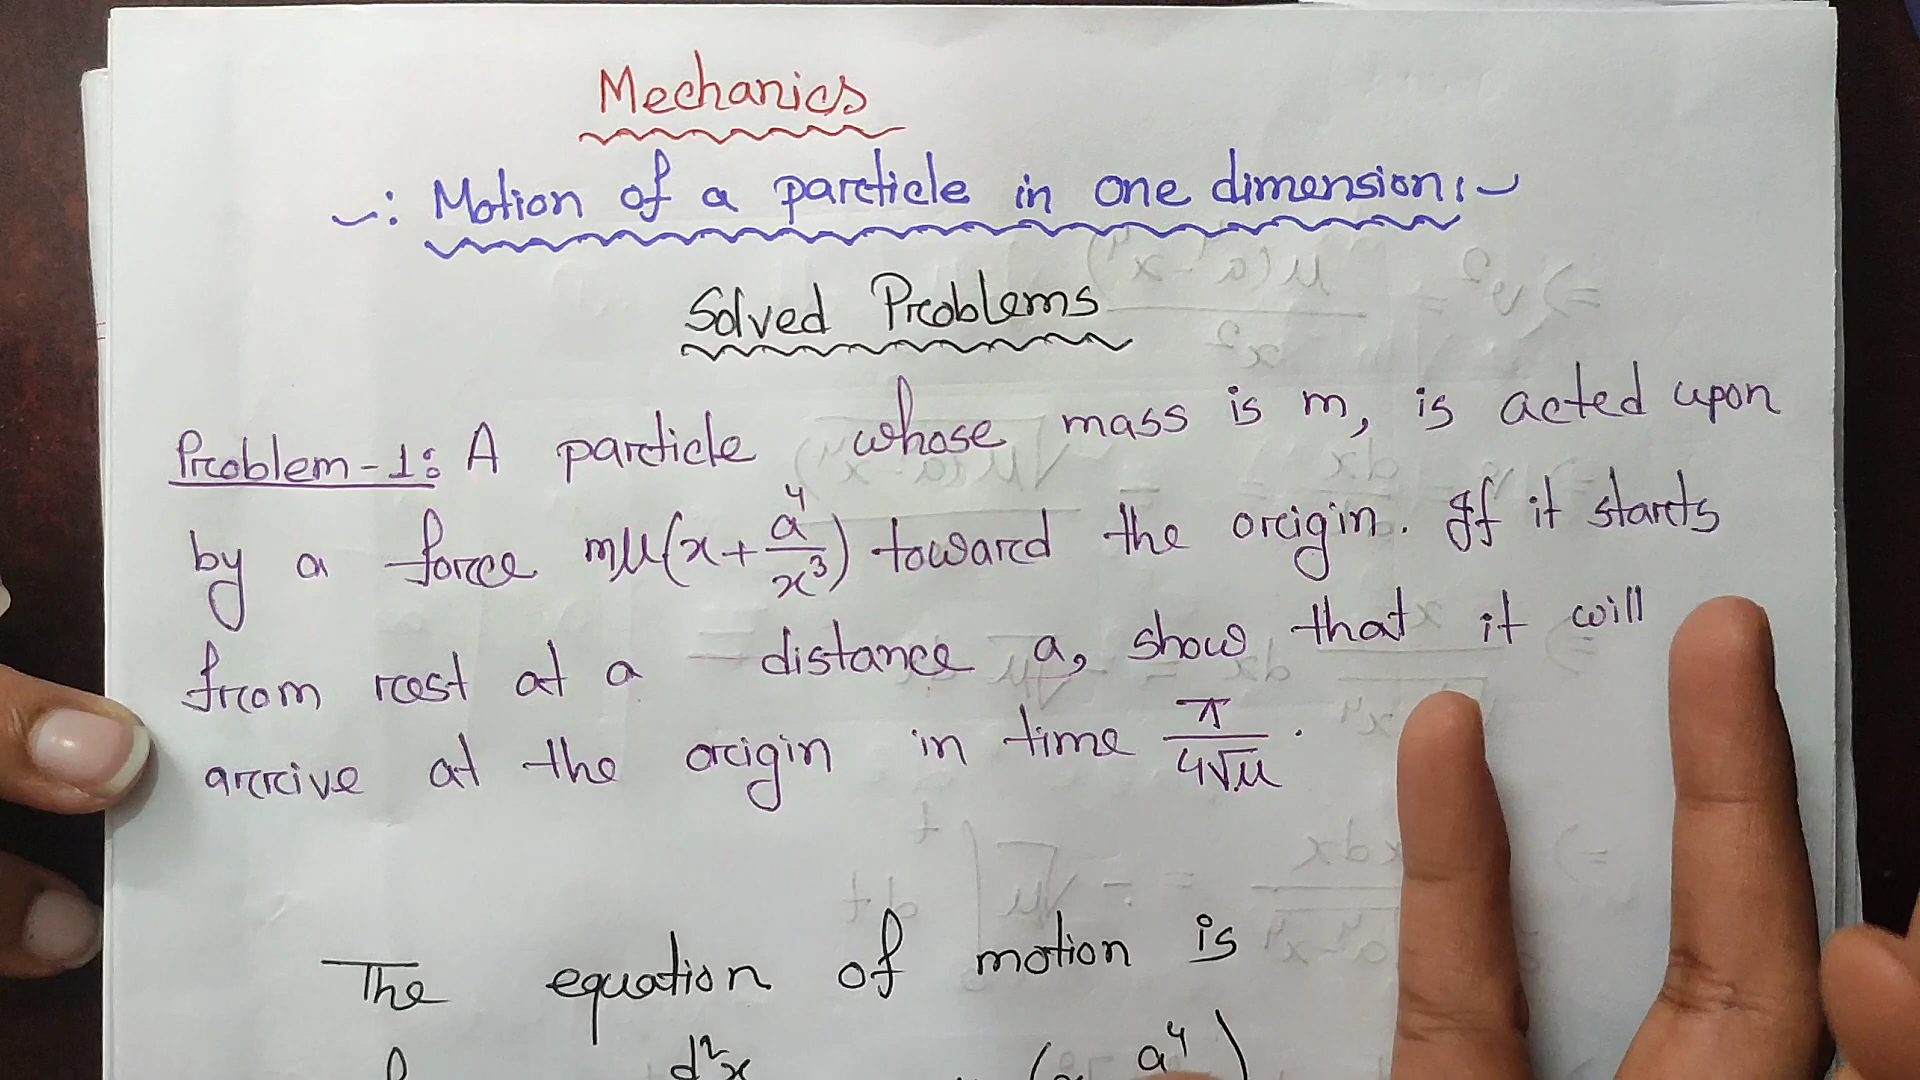 Mechanics
-: Motion of a particle in one dimension:-
Solved Problems
Problem-1: A particle whose mass is m, is acted upon
by a force mμ(x + a⁴/x³) toward the origin. If it starts
from rest at a distance a, show that it will
arrive at the origin in time π/4√μ.
The equation of motion is
d²x a⁴